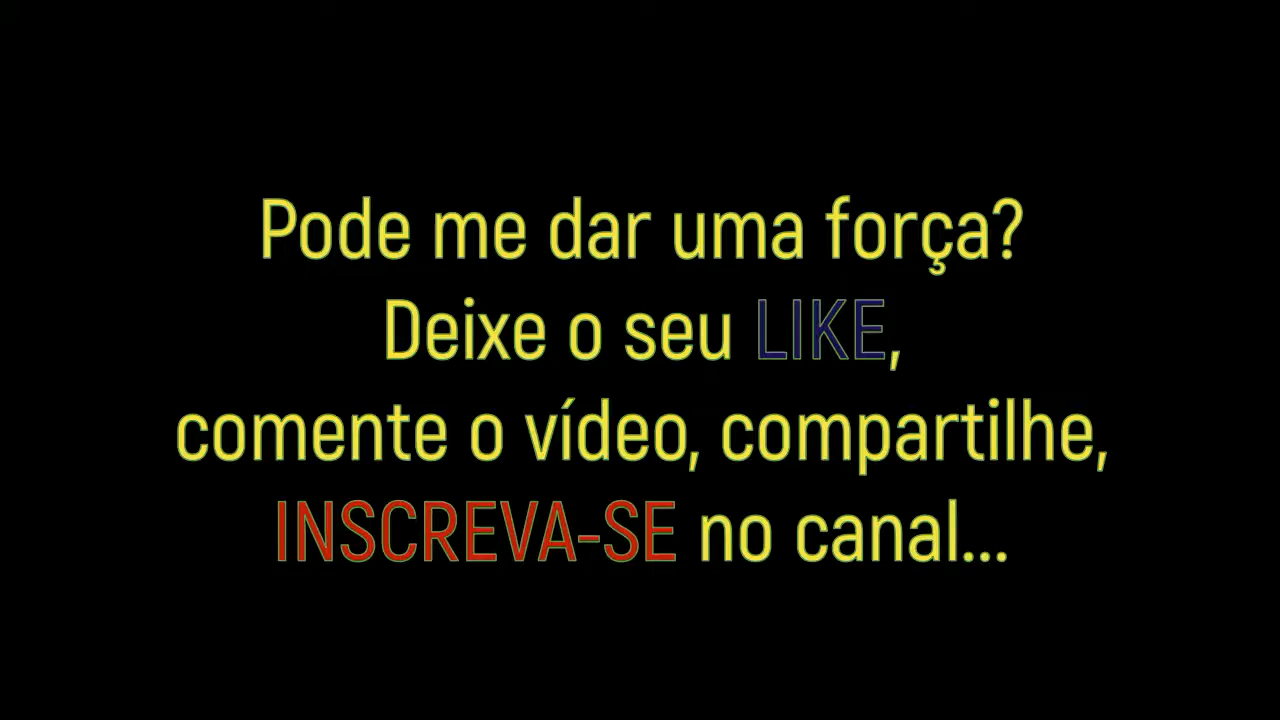 Pode me dar uma força?
Deixe o seu LIKE,
comente o vídeo, compartilhe,
INSCREVA-SE no canal...